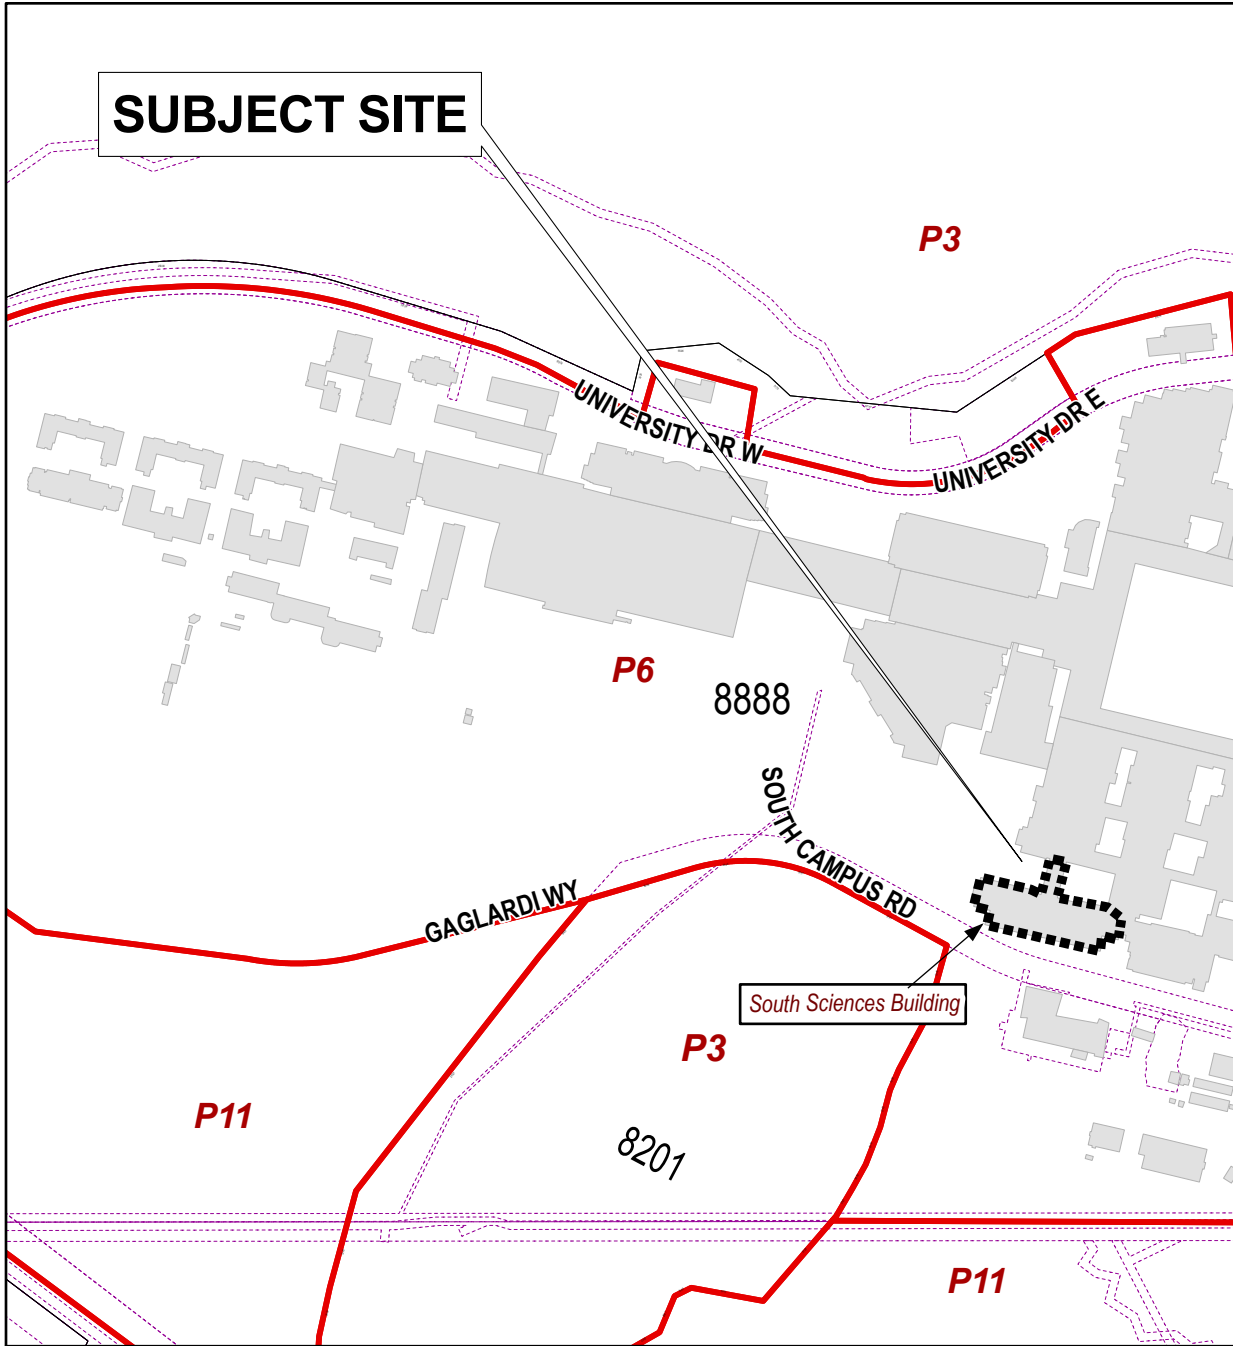 SUBJECT SITE
P3
UNIVERSITY DR W
UNIVERSITY DR E
P6
8888
SOUTH CAMPUS RD
GAGLARDI WY
South Sciences Building
P3
P11
8201
P11